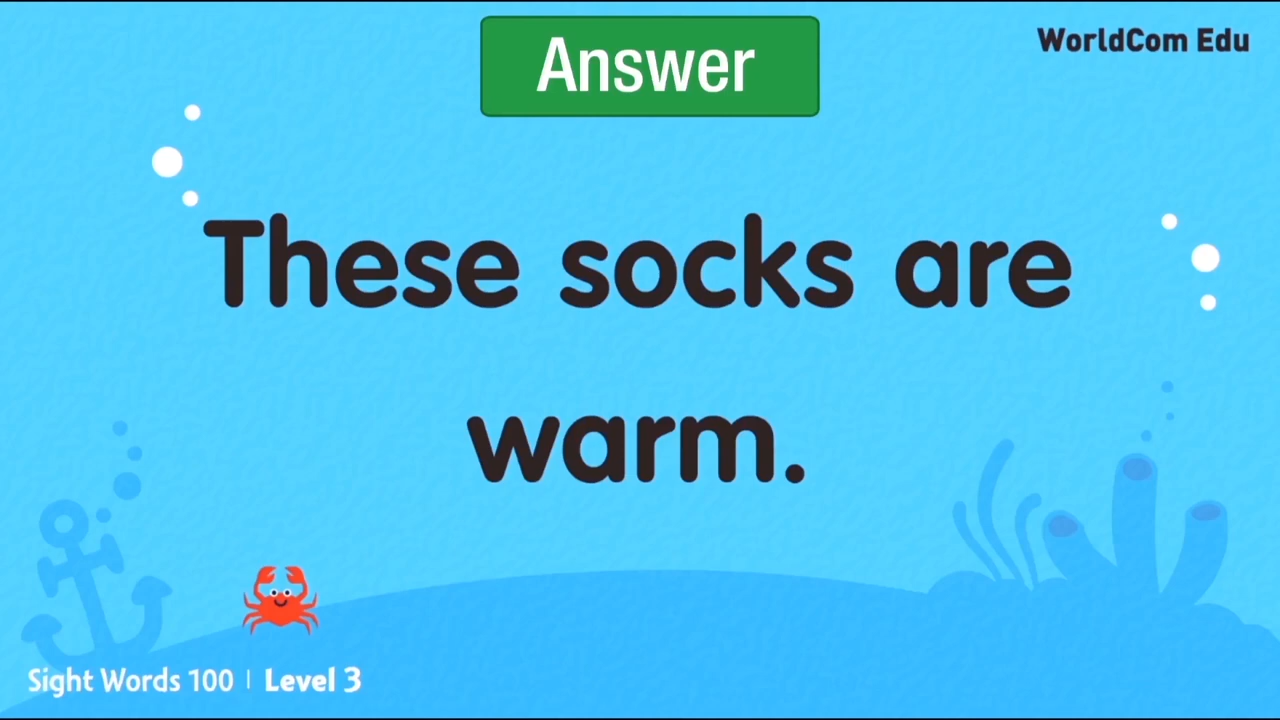 Answer
WorldCom Edu
These socks are
warm.
Sight Words 100 | Level 3